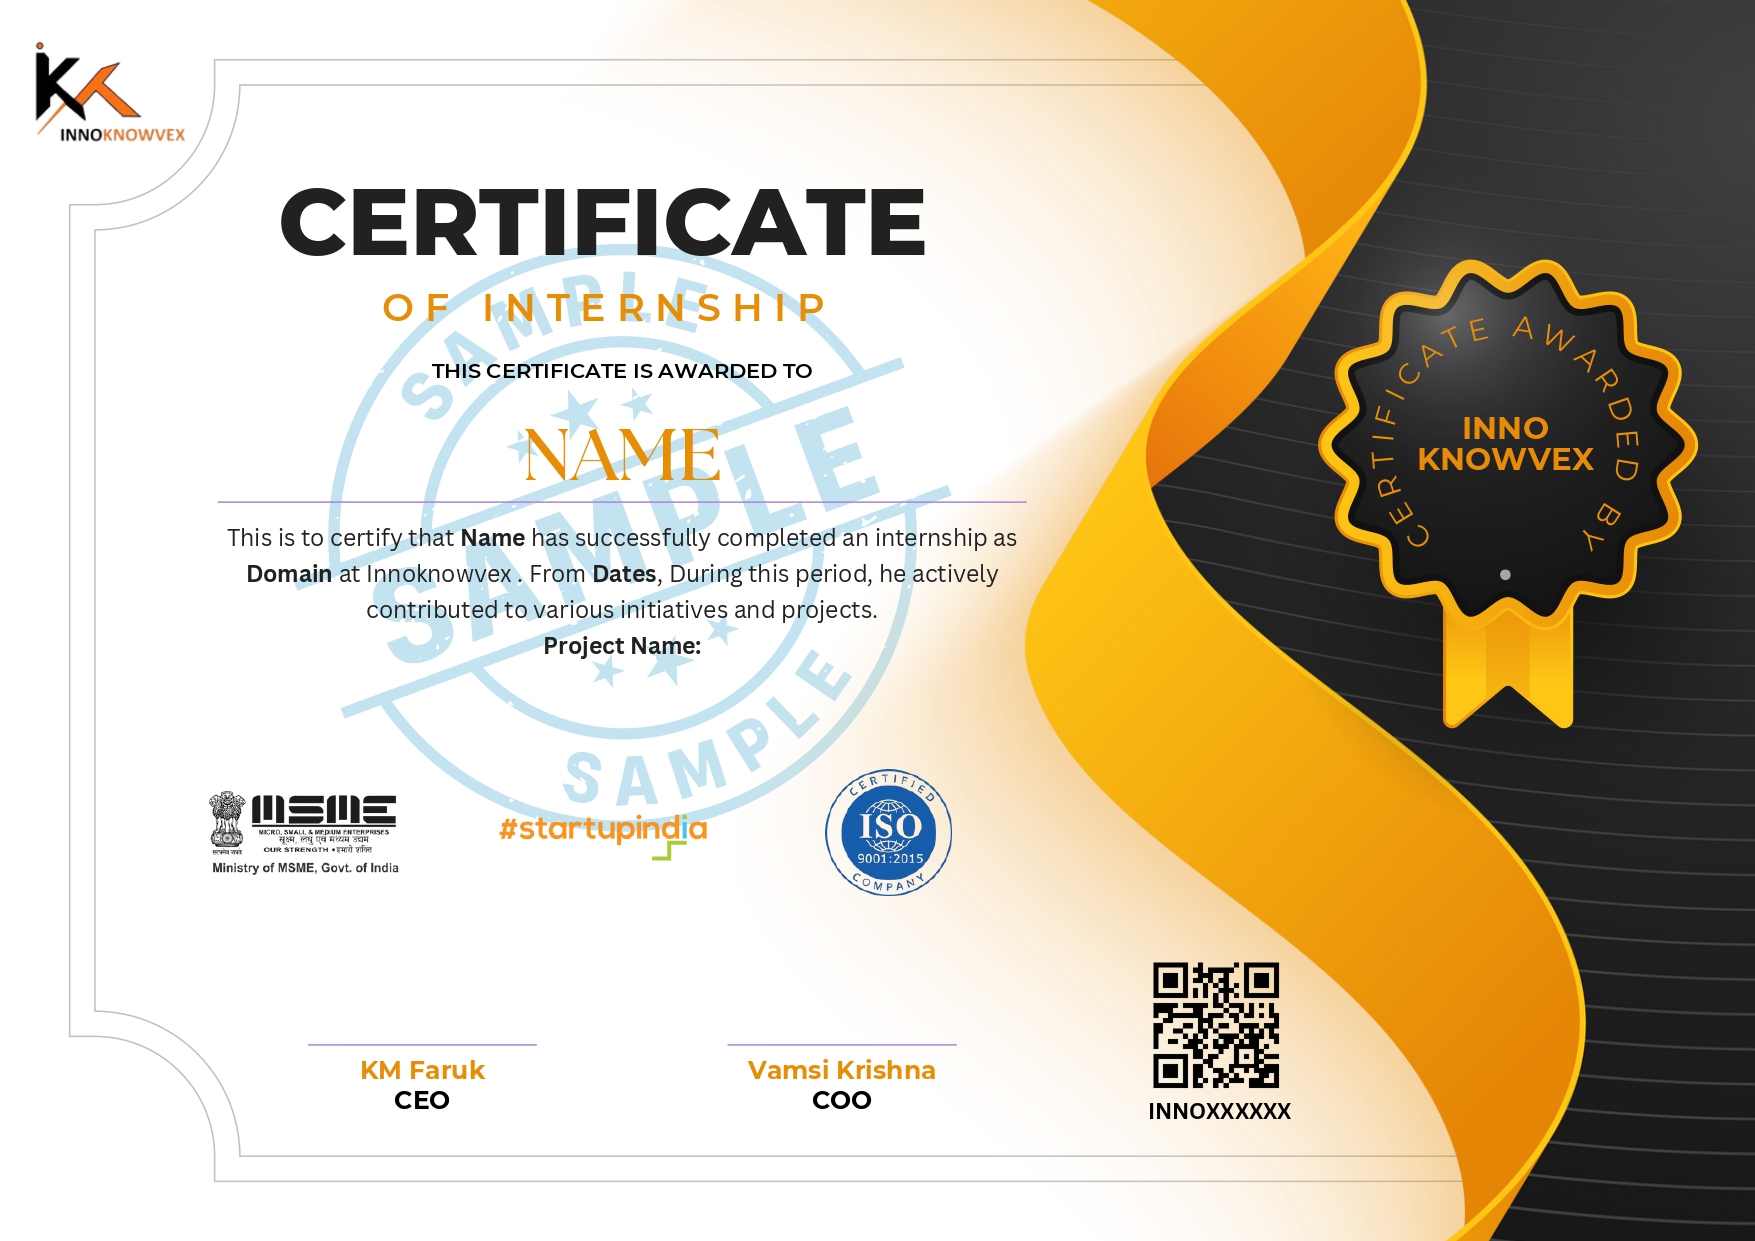 INNOKNOWVEX
CERTIFICATE
OF INTERNSHIP
THIS CERTIFICATE IS AWARDED TO
NAME
This is to certify that Name has successfully completed an internship as
Domain at Innoknowvex . From Dates, During this period, he actively
contributed to various initiatives and projects.
Project Name:
SAMPLE
SAMPLE
SAMPLE
CERTIFICATE AWARDED BY
INNO
KNOWVEX
सत्यमेव जयते
MSME
MICRO, SMALL & MEDIUM ENTERPRISES
सूक्ष्म, लघु एवं मध्यम उद्यम
OUR STRENGTH • हमारी शक्ति
Ministry of MSME, Govt. of India
#startupindia
CERTIFIED
ISO
9001:2015
COMPANY
KM Faruk
CEO
Vamsi Krishna
COO
INNOXXXXXX